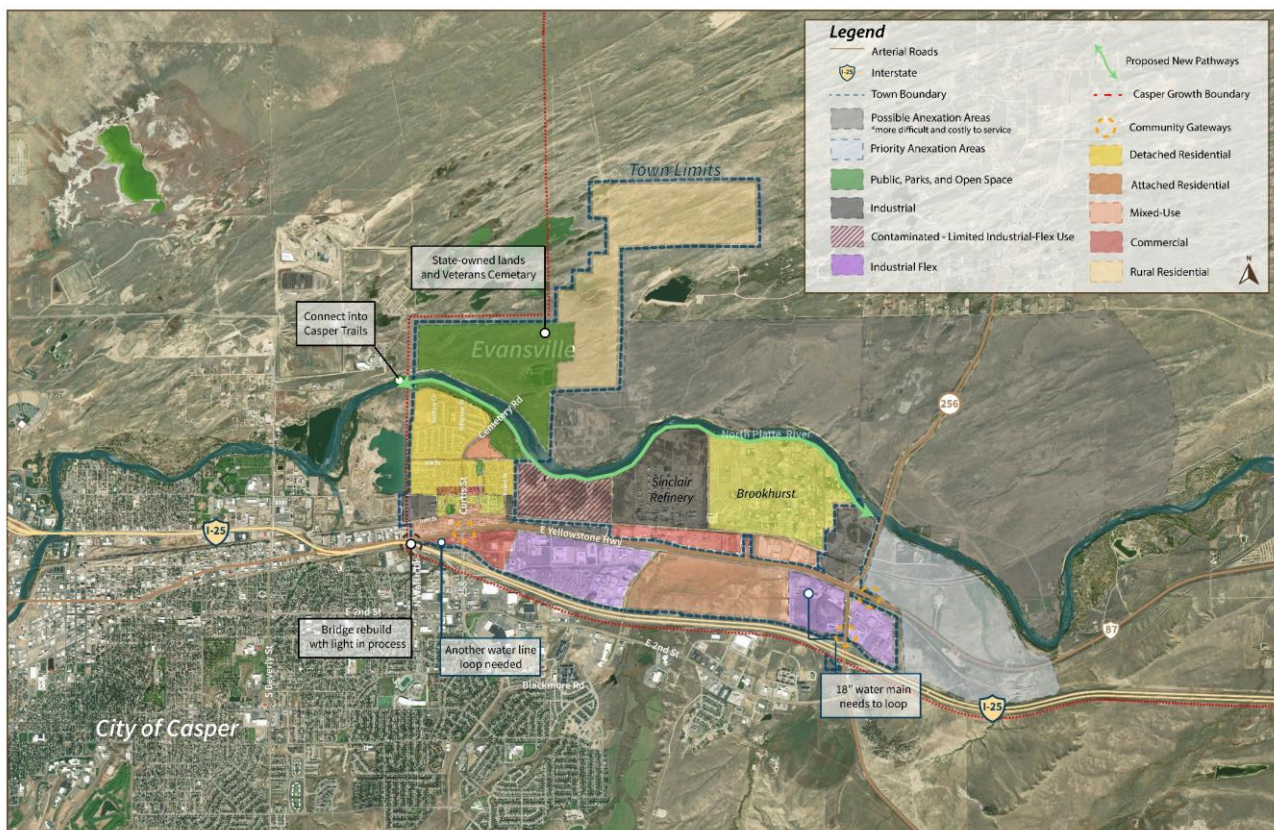 Legend
Arterial Roads
I-25
Interstate
Town Boundary
Possible Anexation Areas
*more difficult and costly to service
Priority Anexation Areas
Public, Parks, and Open Space
Industrial
Contaminated - Limited Industrial-Flex Use
Industrial Flex
Proposed New Pathways
Casper Growth Boundary
Community Gateways
Detached Residential
Attached Residential
Mixed-Use
Commercial
Rural Residential
N
Town Limits
State-owned lands
and Veterans Cemetary
Connect into
Casper Trails
Evansville
Cemetery Rd
256
North Platte River
Sinclair
Refinery
Brookhurst
Curtis St
I-25
E Yellowstone Hwy
E 2nd St
Bridge rebuild
wth light in process
Another water line
loop needed
E 2nd St
87
S Beverly St
Blackmore Rd
18" water main
needs to loop
I-25
City of Casper